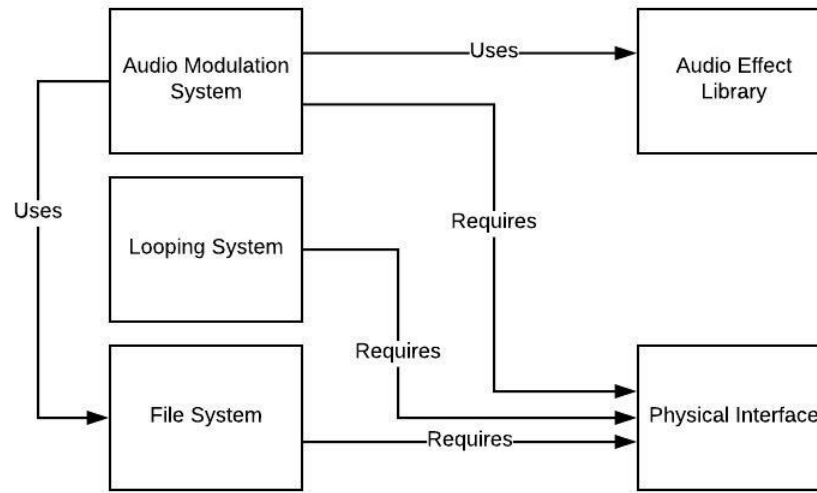 Audio Modulation
System
Uses
Audio Effect
Library
Uses
Requires
Looping System
Requires
File System
Requires
Physical Interface